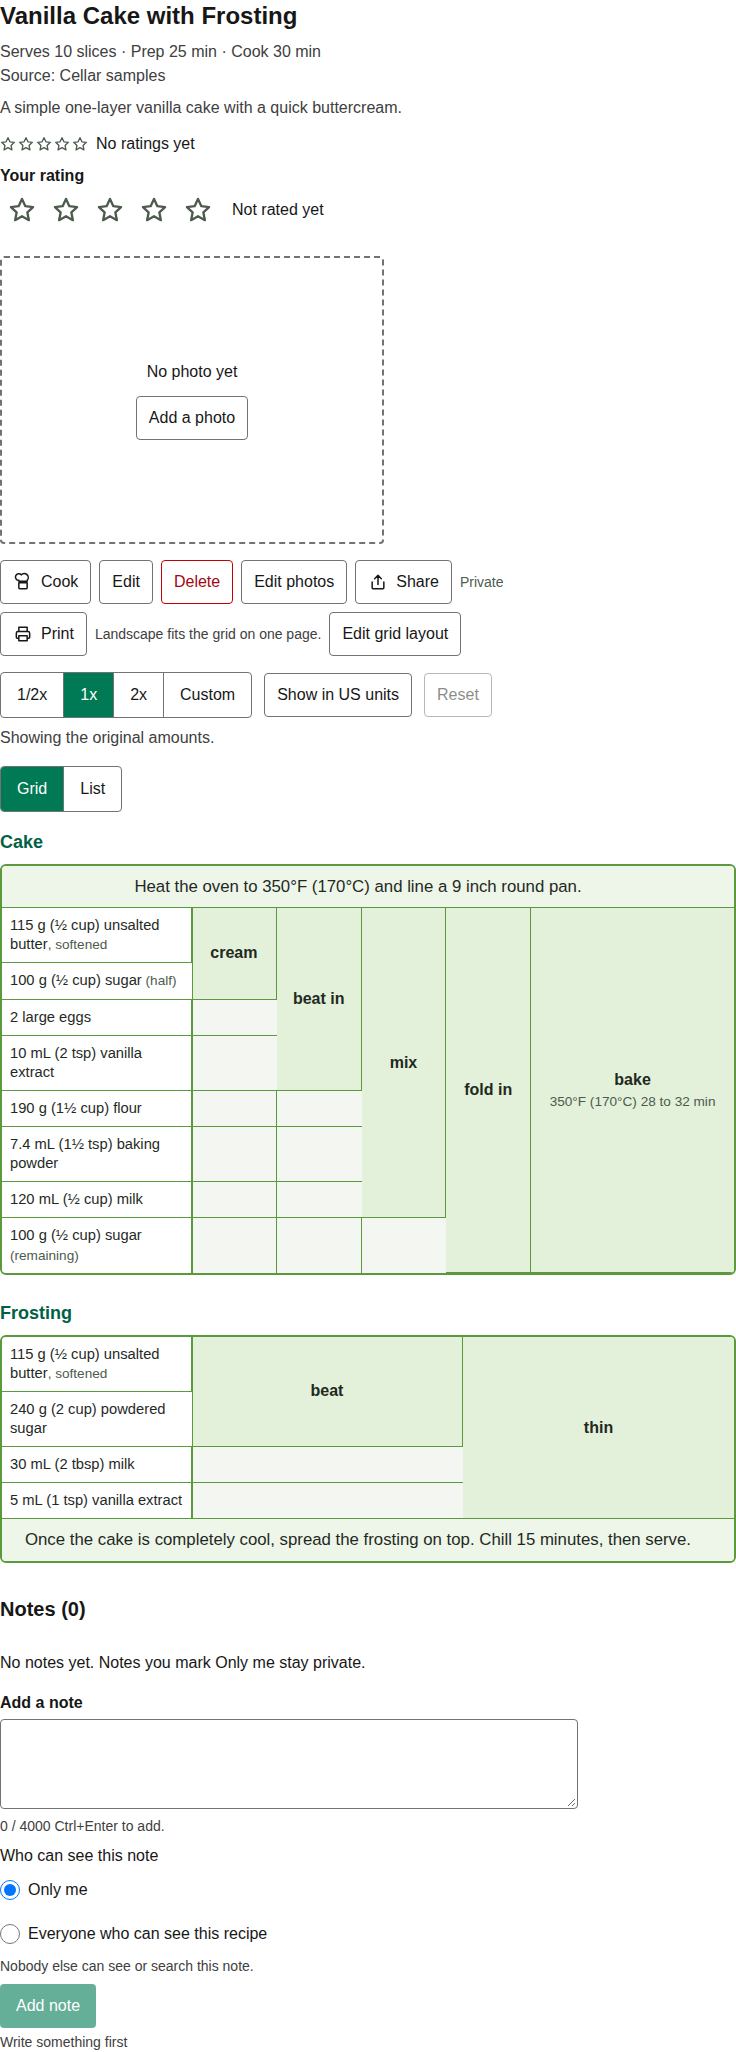 Vanilla Cake with Frosting
Serves 10 slices · Prep 25 min · Cook 30 min
Source: Cellar samples
A simple one-layer vanilla cake with a quick buttercream.
No ratings yet
Your rating
Not rated yet
No photo yet
Add a photo
Cook Edit Delete Edit photos Share Private
Print Landscape fits the grid on one page. Edit grid layout
1/2x 1x 2x Custom Show in US units Reset
Showing the original amounts.
Grid List
Cake
Heat the oven to 350°F (170°C) and line a 9 inch round pan.
115 g (½ cup) unsalted
butter, softened
100 g (½ cup) sugar (half)
2 large eggs
10 mL (2 tsp) vanilla
extract
190 g (1½ cup) flour
7.4 mL (1½ tsp) baking
powder
120 mL (½ cup) milk
100 g (½ cup) sugar
(remaining)
cream
beat in
mix
fold in
bake
350°F (170°C) 28 to 32 min
Frosting
115 g (½ cup) unsalted
butter, softened
240 g (2 cup) powdered
sugar
30 mL (2 tbsp) milk
5 mL (1 tsp) vanilla extract
beat
thin
Once the cake is completely cool, spread the frosting on top. Chill 15 minutes, then serve.
Notes (0)
No notes yet. Notes you mark Only me stay private.
Add a note
0 / 4000 Ctrl+Enter to add.
Who can see this note
Only me
Everyone who can see this recipe
Nobody else can see or search this note.
Add note
Write something first